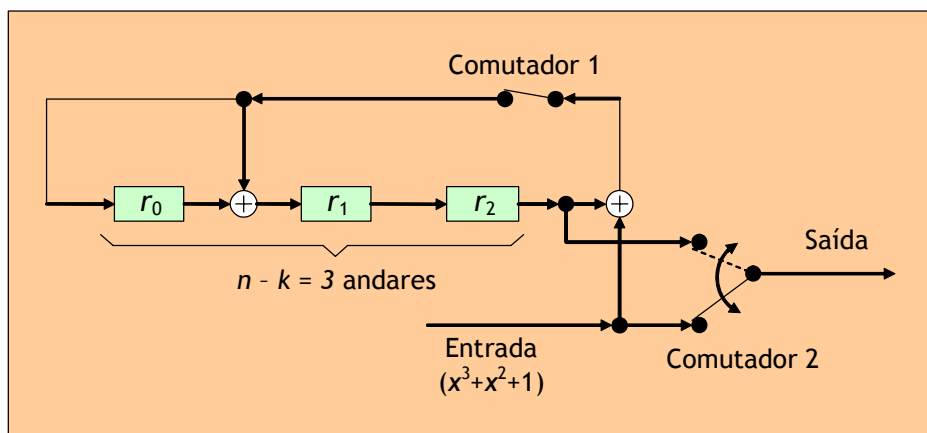 Comutador 1
r₀
r₁
r₂
Saída
n - k = 3 andares
Entrada
(x³+x²+1)
Comutador 2